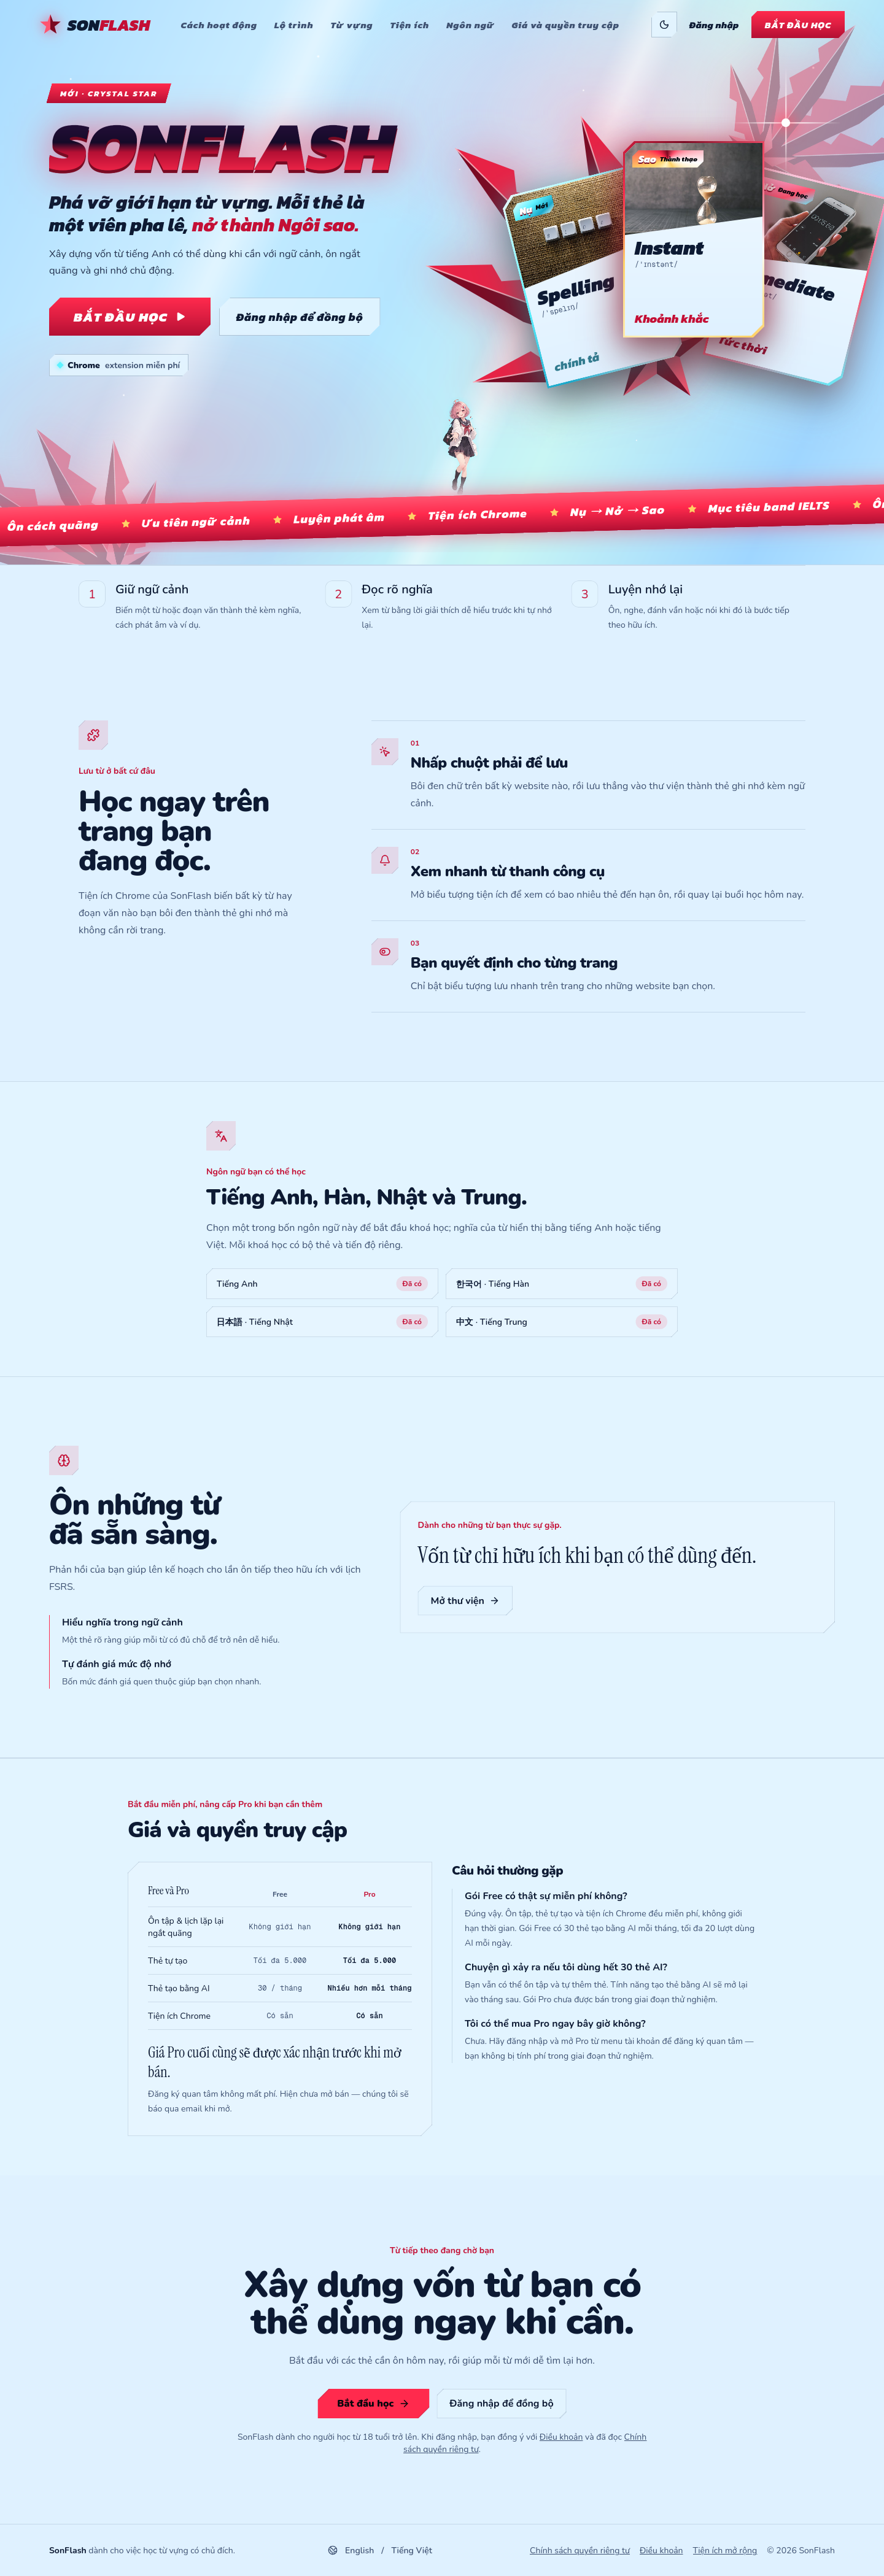 SONFLASH
Cách hoạt động Lộ trình Từ vựng Tiện ích Ngôn ngữ Giá và quyền truy cập
Đăng nhập
BẮT ĐẦU HỌC
MỚI · CRYSTAL STAR
SONFLASH
Phá vỡ giới hạn từ vựng. Mỗi thẻ là
một viên pha lê, nở thành Ngôi sao.
Xây dựng vốn từ tiếng Anh có thể dùng khi cần với ngữ cảnh, ôn ngắt
quãng và ghi nhớ chủ động.
BẮT ĐẦU HỌC
Đăng nhập để đồng bộ
Chrome extension miễn phí
Nụ Mới
Spelling
/ˈspelɪŋ/
chính tả
Sao Thành thạo
Instant
/ˈɪnstənt/
Khoảnh khắc
Đang học
mediate
Tức thời
Ôn cách quãng
Ưu tiên ngữ cảnh
Luyện phát âm
Tiện ích Chrome
Nụ → Nở → Sao
Mục tiêu band IELTS
1
Giữ ngữ cảnh
Biến một từ hoặc đoạn văn thành thẻ kèm nghĩa,
cách phát âm và ví dụ.
2
Đọc rõ nghĩa
Xem từ bằng lời giải thích dễ hiểu trước khi tự nhớ
lại.
3
Luyện nhớ lại
Ôn, nghe, đánh vần hoặc nói khi đó là bước tiếp
theo hữu ích.
Lưu từ ở bất cứ đâu
Học ngay trên
trang bạn
đang đọc.
Tiện ích Chrome của SonFlash biến bất kỳ từ hay
đoạn văn nào bạn bôi đen thành thẻ ghi nhớ mà
không cần rời trang.
01
Nhấp chuột phải để lưu
Bôi đen chữ trên bất kỳ website nào, rồi lưu thẳng vào thư viện thành thẻ ghi nhớ kèm ngữ
cảnh.
02
Xem nhanh từ thanh công cụ
Mở biểu tượng tiện ích để xem có bao nhiêu thẻ đến hạn ôn, rồi quay lại buổi học hôm nay.
03
Bạn quyết định cho từng trang
Chỉ bật biểu tượng lưu nhanh trên trang cho những website bạn chọn.
Ngôn ngữ bạn có thể học
Tiếng Anh, Hàn, Nhật và Trung.
Chọn một trong bốn ngôn ngữ này để bắt đầu khoá học; nghĩa của từ hiển thị bằng tiếng Anh hoặc tiếng
Việt. Mỗi khoá học có bộ thẻ và tiến độ riêng.
Tiếng Anh Đã có
한국어 · Tiếng Hàn Đã có
日本語 · Tiếng Nhật Đã có
中文 · Tiếng Trung Đã có
Ôn những từ
đã sẵn sàng.
Phản hồi của bạn giúp lên kế hoạch cho lần ôn tiếp theo hữu ích với lịch
FSRS.
Hiểu nghĩa trong ngữ cảnh
Một thẻ rõ ràng giúp mỗi từ có đủ chỗ để trở nên dễ hiểu.
Tự đánh giá mức độ nhớ
Bốn mức đánh giá quen thuộc giúp bạn chọn nhanh.
Dành cho những từ bạn thực sự gặp.
Vốn từ chỉ hữu ích khi bạn có thể dùng đến.
Mở thư viện
Bắt đầu miễn phí, nâng cấp Pro khi bạn cần thêm
Giá và quyền truy cập
Free và Pro Free Pro
Ôn tập & lịch lặp lại
ngắt quãng
Không giới hạn Không giới hạn
Thẻ tự tạo Tối đa 5.000 Tối đa 5.000
Thẻ tạo bằng AI 30 / tháng Nhiều hơn mỗi tháng
Tiện ích Chrome Có sẵn Có sẵn
Giá Pro cuối cùng sẽ được xác nhận trước khi mở
bán.
Đăng ký quan tâm không mất phí. Hiện chưa mở bán — chúng tôi sẽ
báo qua email khi mở.
Câu hỏi thường gặp
Gói Free có thật sự miễn phí không?
Đúng vậy. Ôn tập, thẻ tự tạo và tiện ích Chrome đều miễn phí, không giới
hạn thời gian. Gói Free có 30 thẻ tạo bằng AI mỗi tháng, tối đa 20 lượt dùng
AI mỗi ngày.
Chuyện gì xảy ra nếu tôi dùng hết 30 thẻ AI?
Bạn vẫn có thể ôn tập và tự thêm thẻ. Tính năng tạo thẻ bằng AI sẽ mở lại
vào tháng sau. Gói Pro chưa được bán trong giai đoạn thử nghiệm.
Tôi có thể mua Pro ngay bây giờ không?
Chưa. Hãy đăng nhập và mở Pro từ menu tài khoản để đăng ký quan tâm —
bạn không bị tính phí trong giai đoạn thử nghiệm.
Từ tiếp theo đang chờ bạn
Xây dựng vốn từ bạn có
thể dùng ngay khi cần.
Bắt đầu với các thẻ cần ôn hôm nay, rồi giúp mỗi từ mới dễ tìm lại hơn.
Bắt đầu học
Đăng nhập để đồng bộ
SonFlash dành cho người học từ 18 tuổi trở lên. Khi đăng nhập, bạn đồng ý với Điều khoản và đã đọc Chính
sách quyền riêng tư.
SonFlash dành cho việc học từ vựng có chủ đích.
English / Tiếng Việt
Chính sách quyền riêng tư Điều khoản Tiện ích mở rộng © 2026 SonFlash